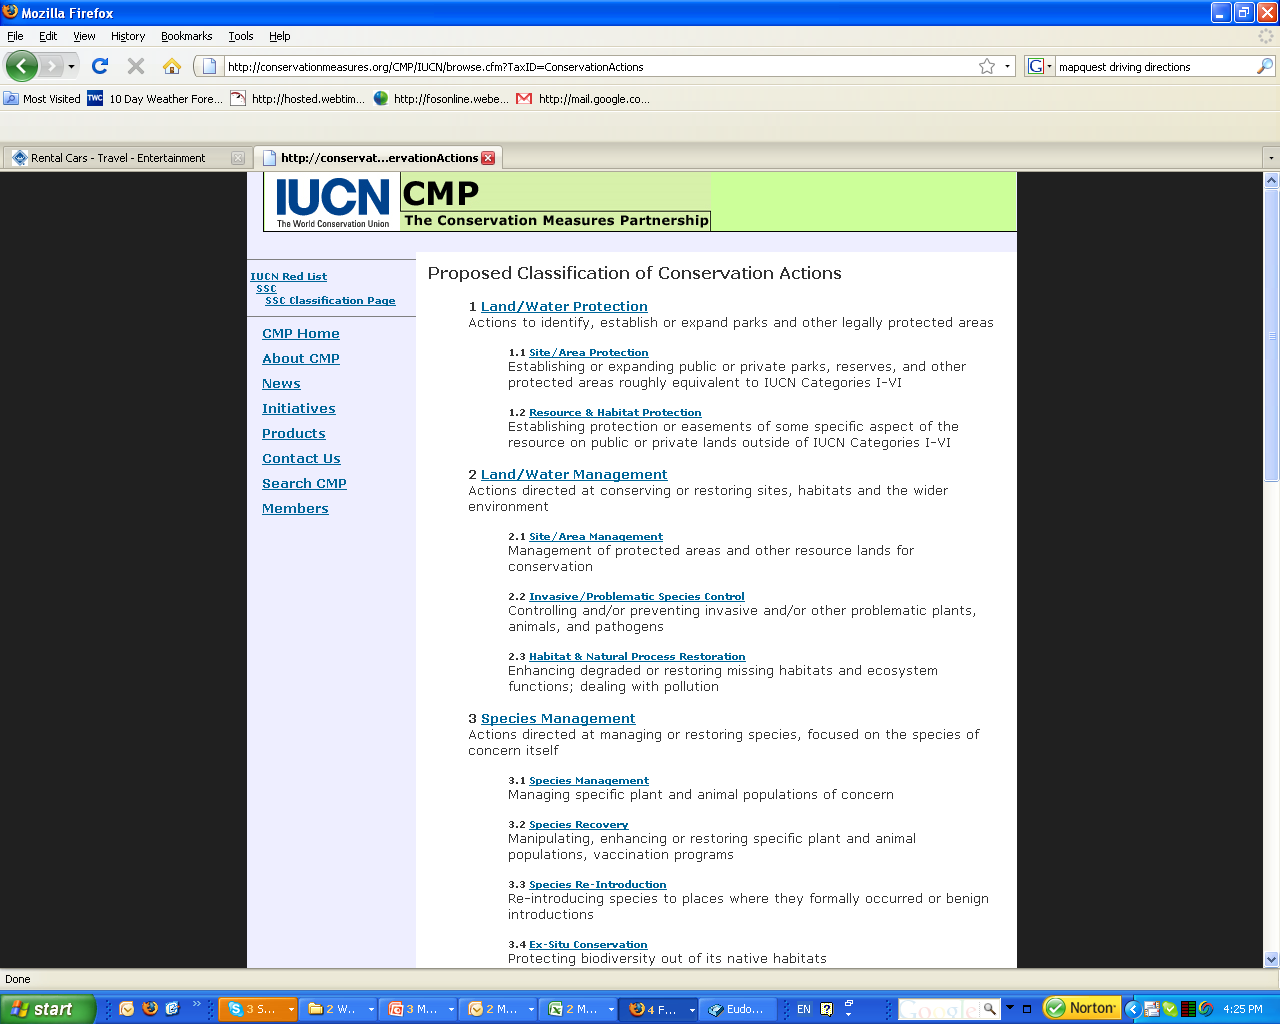 Mozilla Firefox
File Edit View History Bookmarks Tools Help
http://conservationmeasures.org/CMP/IUCN/browse.cfm?TaxID=ConservationActions
G mapquest driving directions
Most Visited TWC 10 Day Weather Fore... http://hosted.webtim... http://fosonline.webe... http://mail.google.co...
Rental Cars - Travel - Entertainment http://conservat...ervationActions
IUCN
The World Conservation Union
CMP
The Conservation Measures Partnership
IUCN Red List
SSC
SSC Classification Page
CMP Home
About CMP
News
Initiatives
Products
Contact Us
Search CMP
Members
Proposed Classification of Conservation Actions
1 Land/Water Protection
Actions to identify, establish or expand parks and other legally protected areas
1.1 Site/Area Protection
Establishing or expanding public or private parks, reserves, and other
protected areas roughly equivalent to IUCN Categories I-VI
1.2 Resource & Habitat Protection
Establishing protection or easements of some specific aspect of the
resource on public or private lands outside of IUCN Categories I-VI
2 Land/Water Management
Actions directed at conserving or restoring sites, habitats and the wider
environment
2.1 Site/Area Management
Management of protected areas and other resource lands for
conservation
2.2 Invasive/Problematic Species Control
Controlling and/or preventing invasive and/or other problematic plants,
animals, and pathogens
2.3 Habitat & Natural Process Restoration
Enhancing degraded or restoring missing habitats and ecosystem
functions; dealing with pollution
3 Species Management
Actions directed at managing or restoring species, focused on the species of
concern itself
3.1 Species Management
Managing specific plant and animal populations of concern
3.2 Species Recovery
Manipulating, enhancing or restoring specific plant and animal
populations, vaccination programs
3.3 Species Re-Introduction
Re-introducing species to places where they formally occurred or benign
introductions
3.4 Ex-Situ Conservation
Protecting biodiversity out of its native habitats
Done
start » 3 S... 2 W... 3 M... 2 M... 2 M... 4 F... Eudo... EN Google Norton 4:25 PM